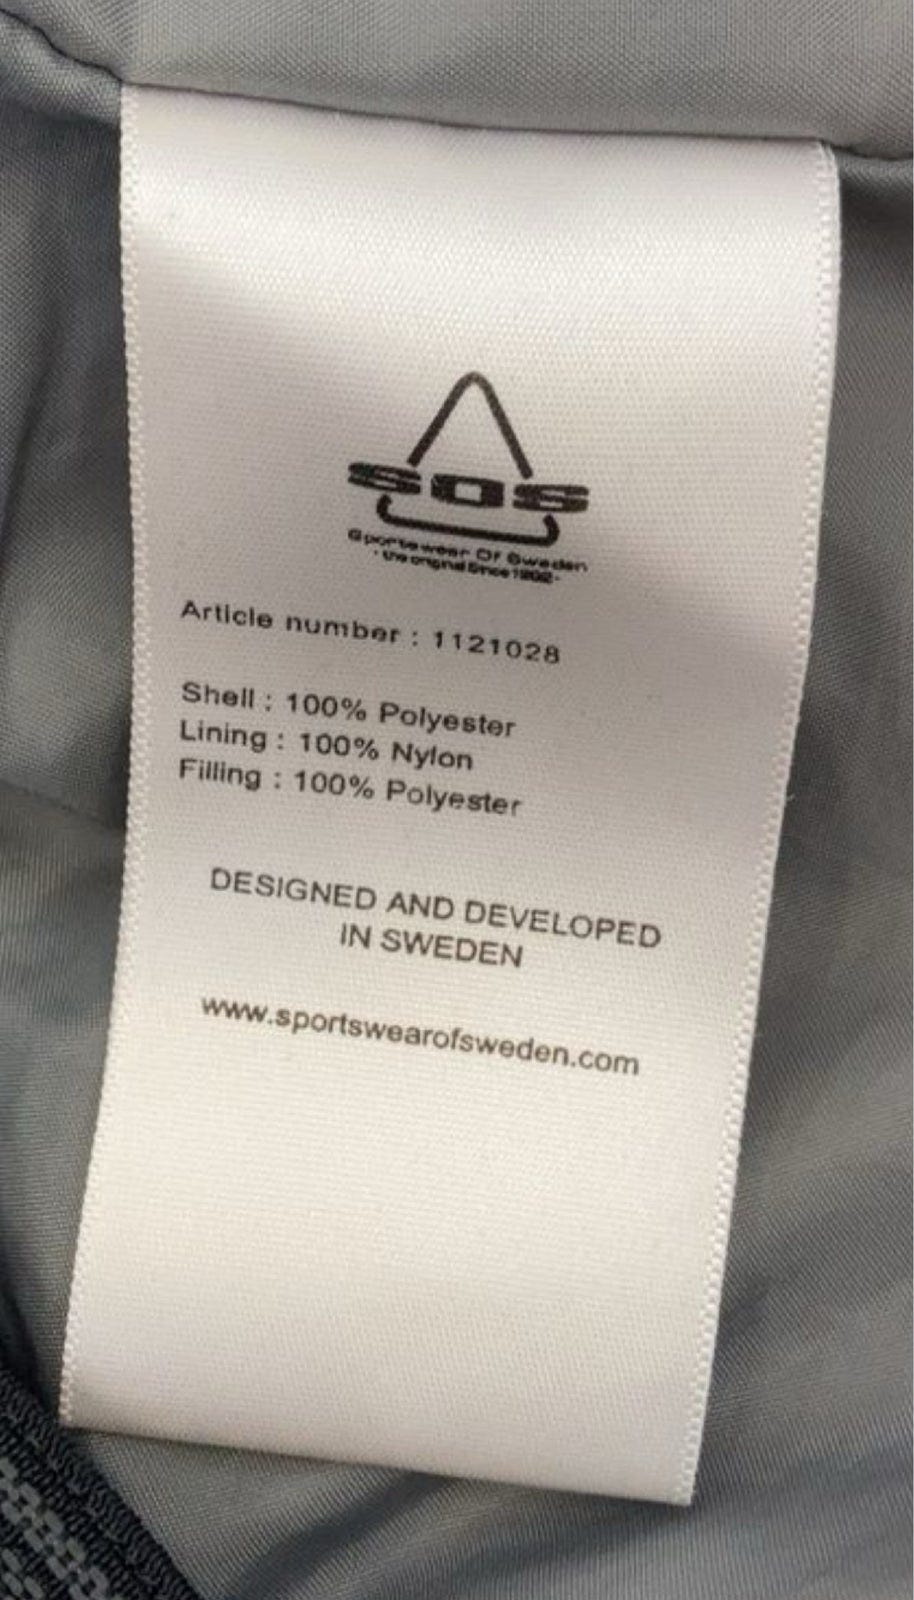 SOS
Sportswear Of Sweden
Article number : 1121028
Shell : 100% Polyester
Lining : 100% Nylon
Filling : 100% Polyester
DESIGNED AND DEVELOPED
IN SWEDEN
www.sportswearofsweden.com